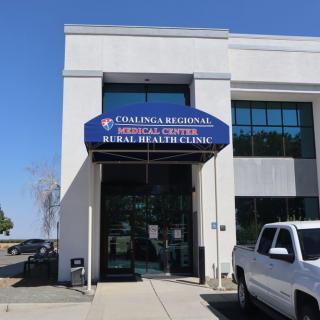 COALINGA REGIONAL
MEDICAL CENTER
RURAL HEALTH CLINIC